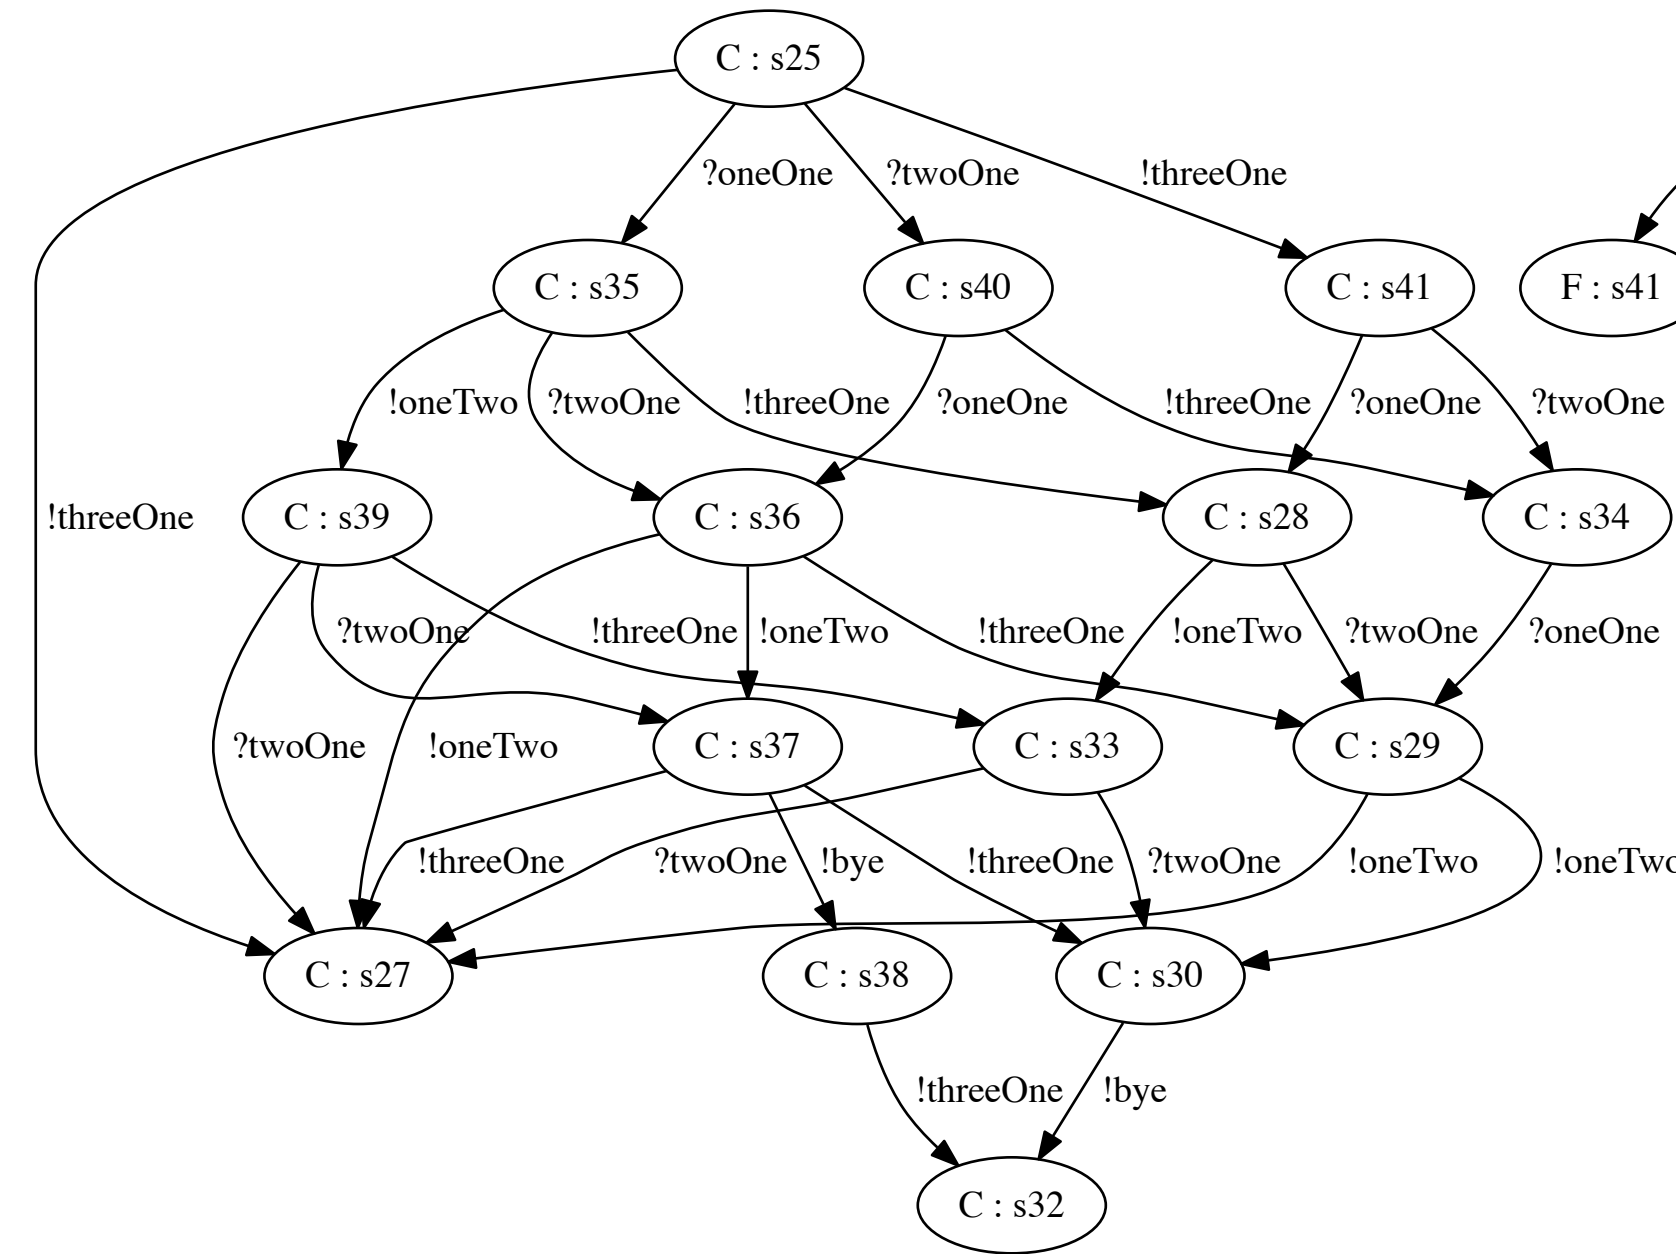 C : s25
?oneOne ?twoOne !threeOne
C : s35 C : s40 C : s41 F : s41
!oneTwo ?twoOne !threeOne ?oneOne !threeOne ?oneOne ?twoOne
!threeOne C : s39 C : s36 C : s28 C : s34
?twoOne !threeOne !oneTwo !threeOne !oneTwo ?twoOne ?oneOne
?twoOne !oneTwo C : s37 C : s33 C : s29
!threeOne ?twoOne !bye !threeOne ?twoOne !oneTwo !oneTwo
C : s27 C : s38 C : s30
!threeOne !bye
C : s32